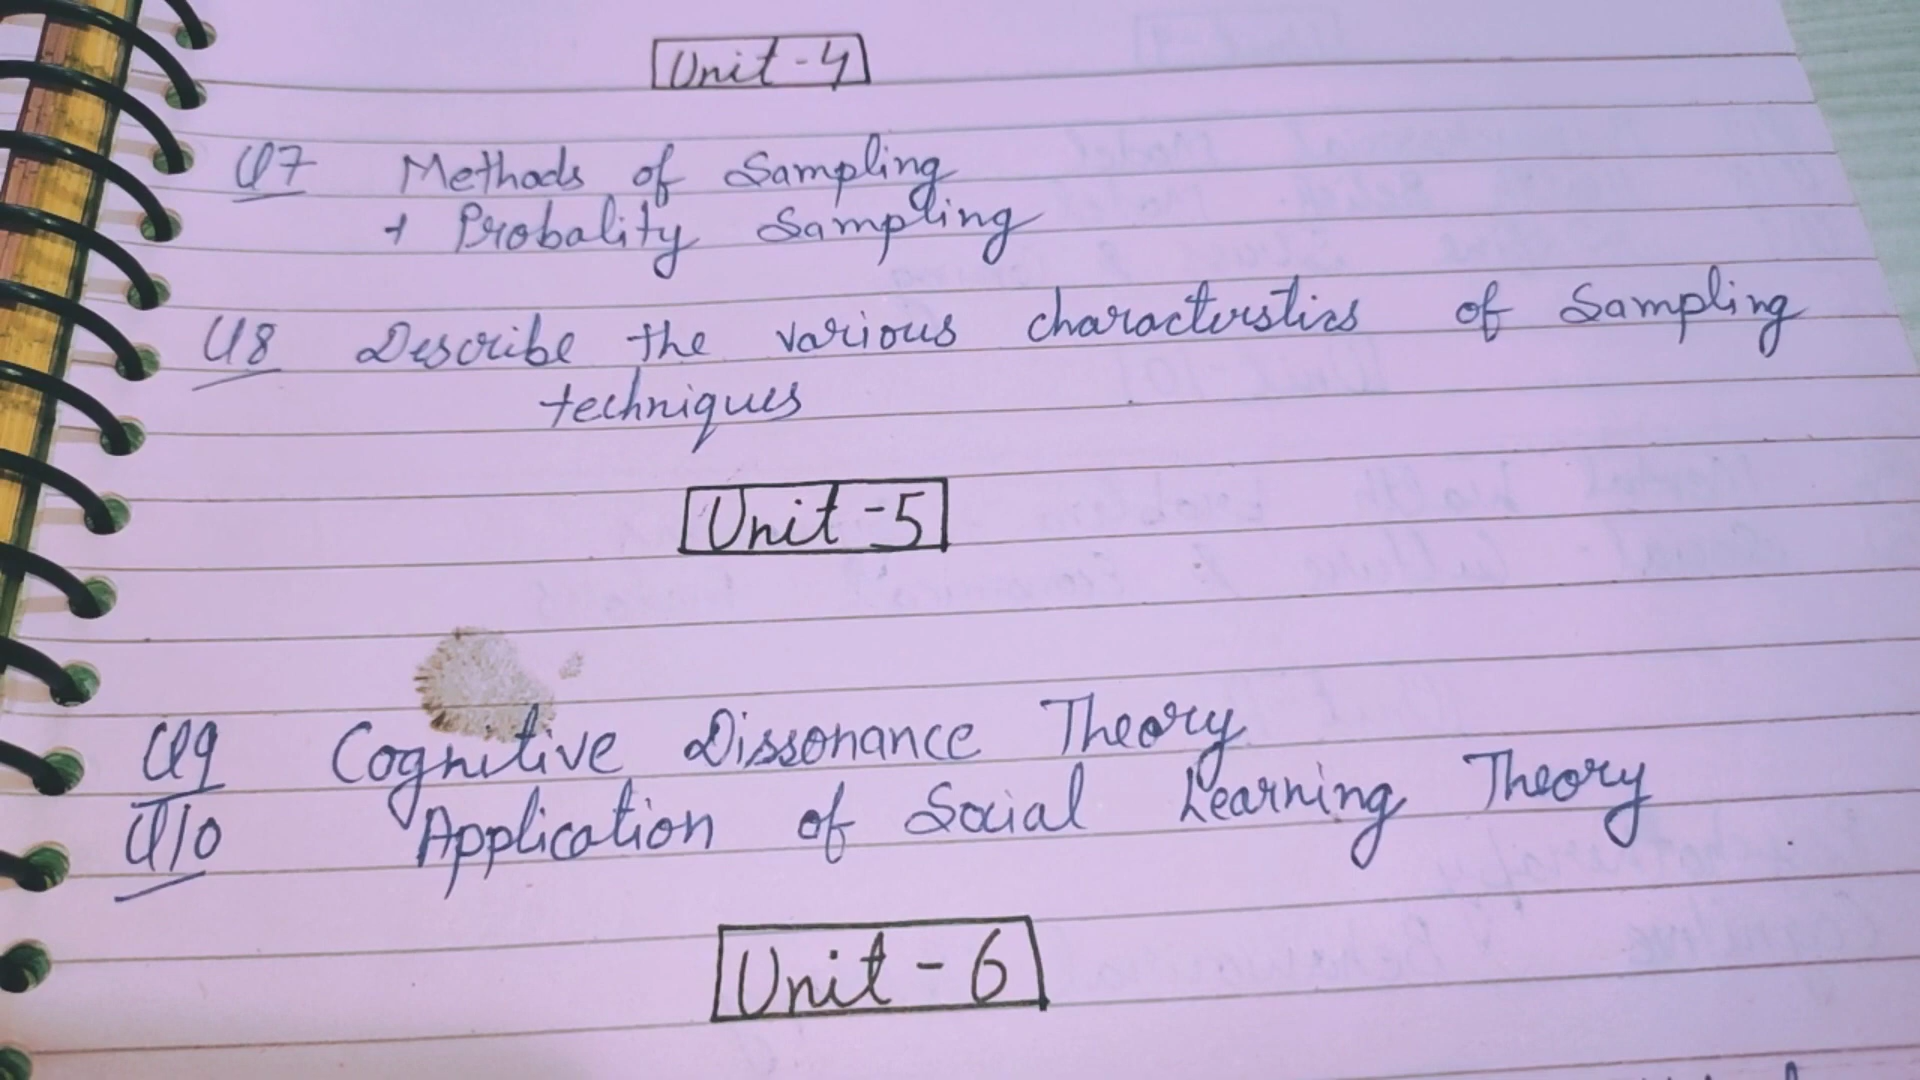 Unit-4
Q7 Methods of Sampling
+ Probality Sampling
Q8 Describe the various characterstics of Sampling
techniques
Unit-5
Q9 Cognitive Dissonance Theory
Q10 Application of Social Learning Theory
Unit-6